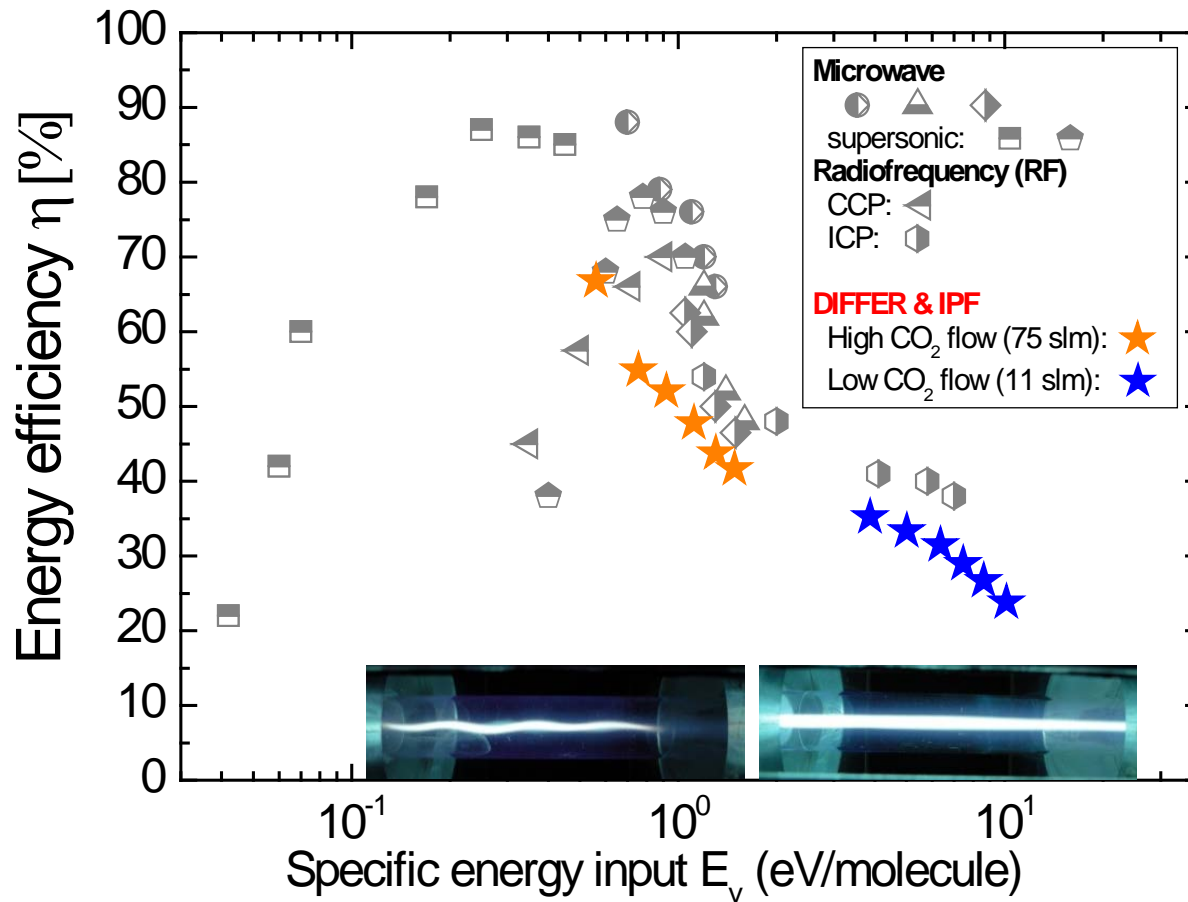 100
90
80
70
60
50
40
30
20
10
0
Energy efficiency η [%]
10⁻¹
10⁰
10¹
Specific energy input Eᵥ (eV/molecule)
Microwave
supersonic:
Radiofrequency (RF)
CCP:
ICP:
DIFFER & IPF
High CO₂ flow (75 slm):
Low CO₂ flow (11 slm):